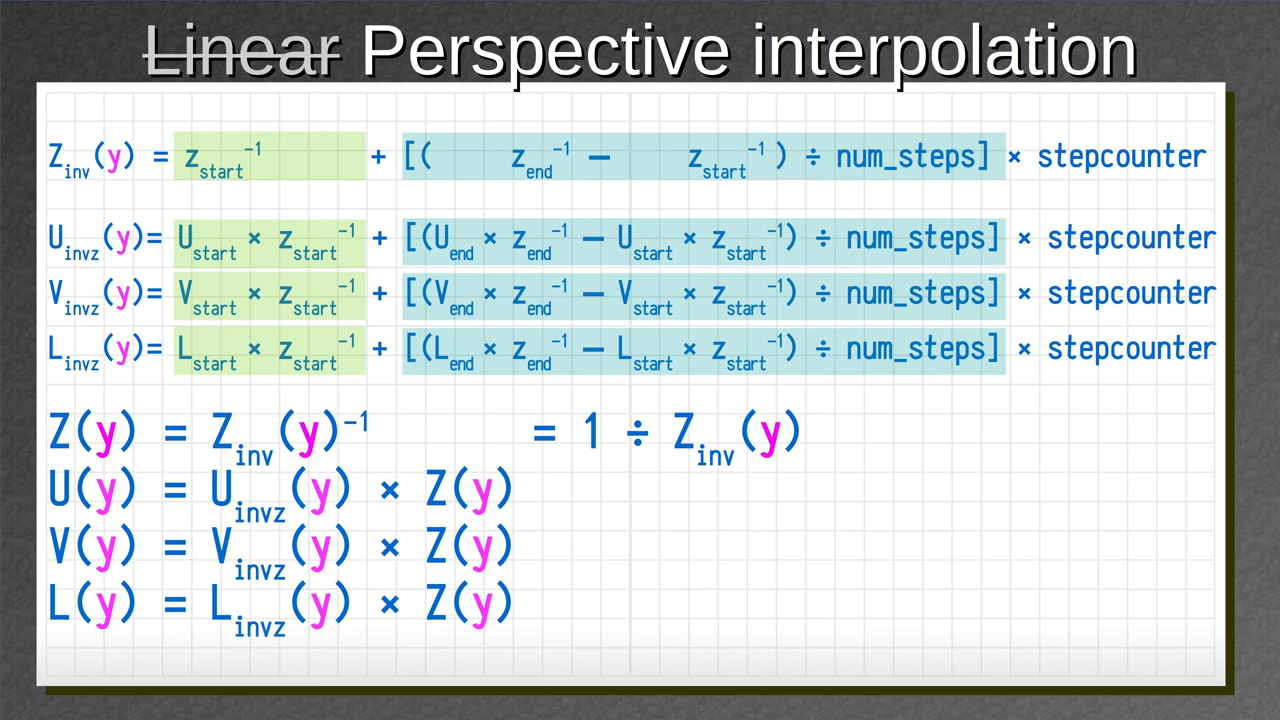 Linear Perspective interpolation
Z_inv(y) = z_start⁻¹ + [( z_end⁻¹ − z_start⁻¹ ) ÷ num_steps] × stepcounter
U_invz(y)= U_start × z_start⁻¹ + [(U_end × z_end⁻¹ − U_start × z_start⁻¹) ÷ num_steps] × stepcounter
V_invz(y)= V_start × z_start⁻¹ + [(V_end × z_end⁻¹ − V_start × z_start⁻¹) ÷ num_steps] × stepcounter
L_invz(y)= L_start × z_start⁻¹ + [(L_end × z_end⁻¹ − L_start × z_start⁻¹) ÷ num_steps] × stepcounter
Z(y) = Z_inv(y)⁻¹ = 1 ÷ Z_inv(y)
U(y) = U_invz(y) × Z(y)
V(y) = V_invz(y) × Z(y)
L(y) = L_invz(y) × Z(y)